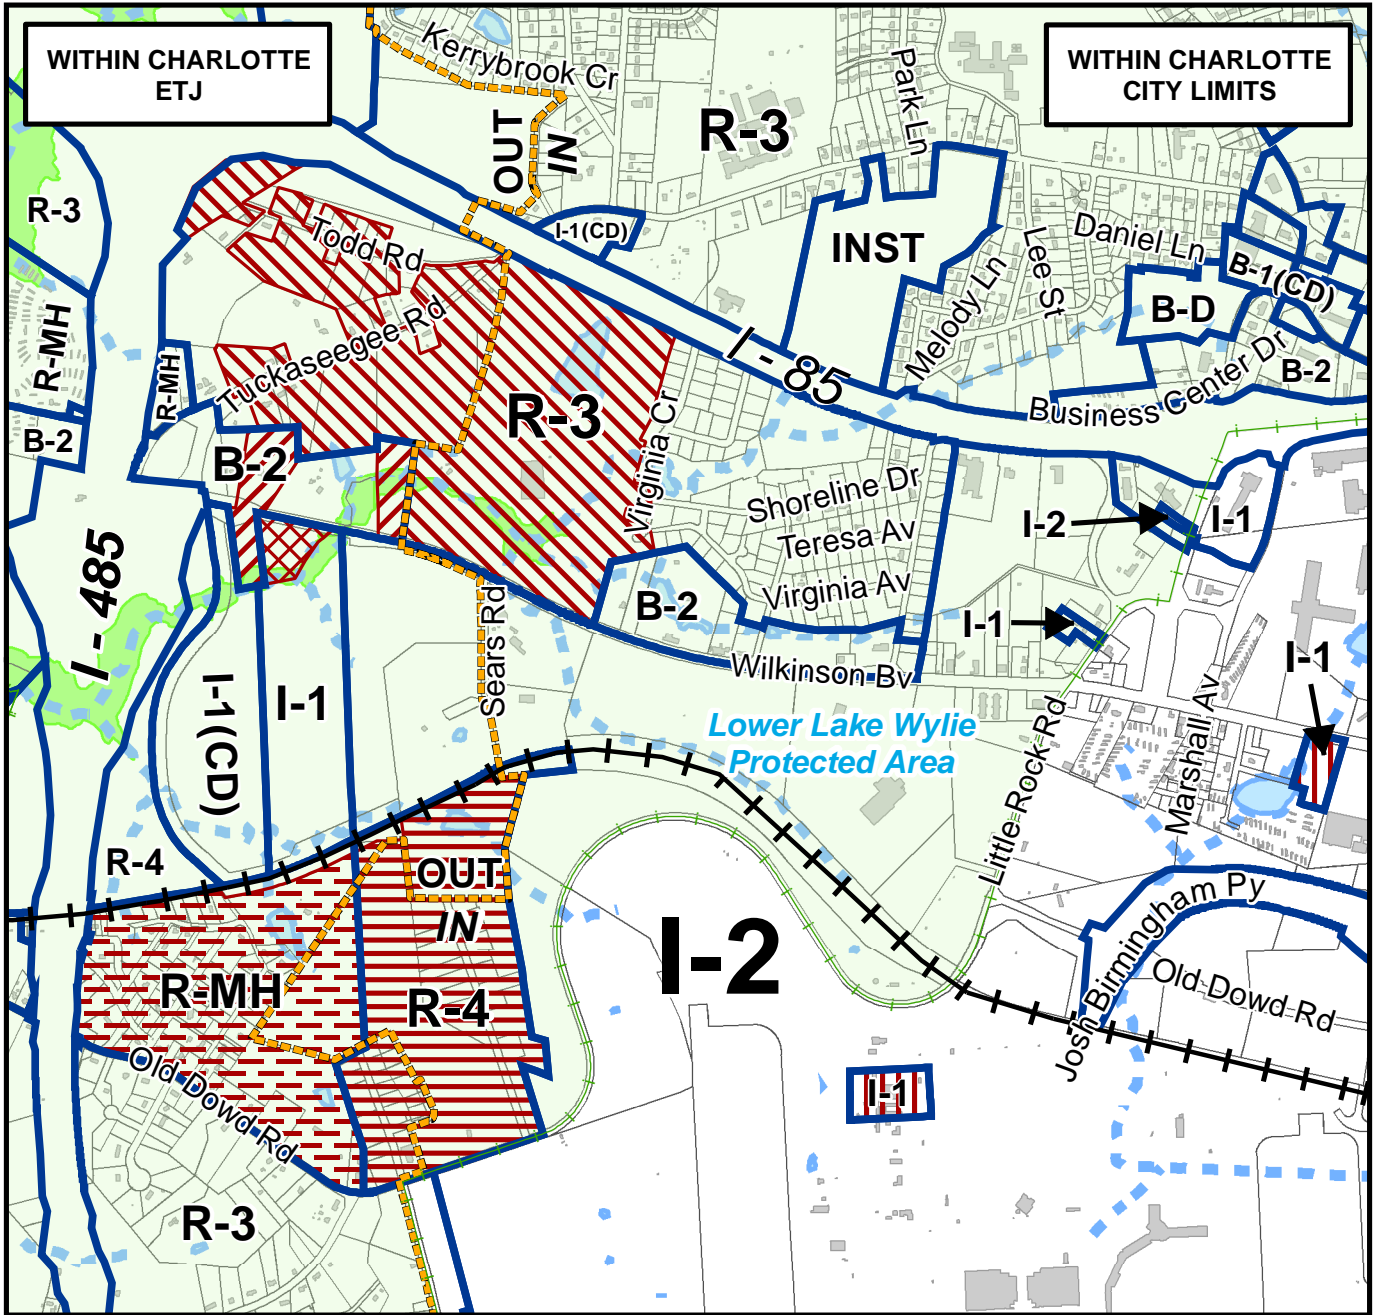 WITHIN CHARLOTTE
ETJ
WITHIN CHARLOTTE
CITY LIMITS
Kerrybrook Cr
Park Ln
R-3
OUT
IN
R-3
I-1(CD)
INST
Todd Rd
Daniel Ln
Lee St
Melody Ln
B-1(CD)
B-D
R-MH
R-MH
Tuckaseegee Rd
I - 85
Business Center Dr
B-2
R-3
Virginia Cr
B-2
B-2
Shoreline Dr
Teresa Av
Virginia Av
I-2
I-1
I - 485
Sears Rd
B-2
I-1
I-1
Wilkinson Bv
I-1(CD)
I-1
Lower Lake Wylie
Protected Area
Little Rock Rd
Marshall Av
R-4
OUT
IN
I-2
Josh Birmingham Py
Old Dowd Rd
R-MH
R-4
Old Dowd Rd
I-1
R-3